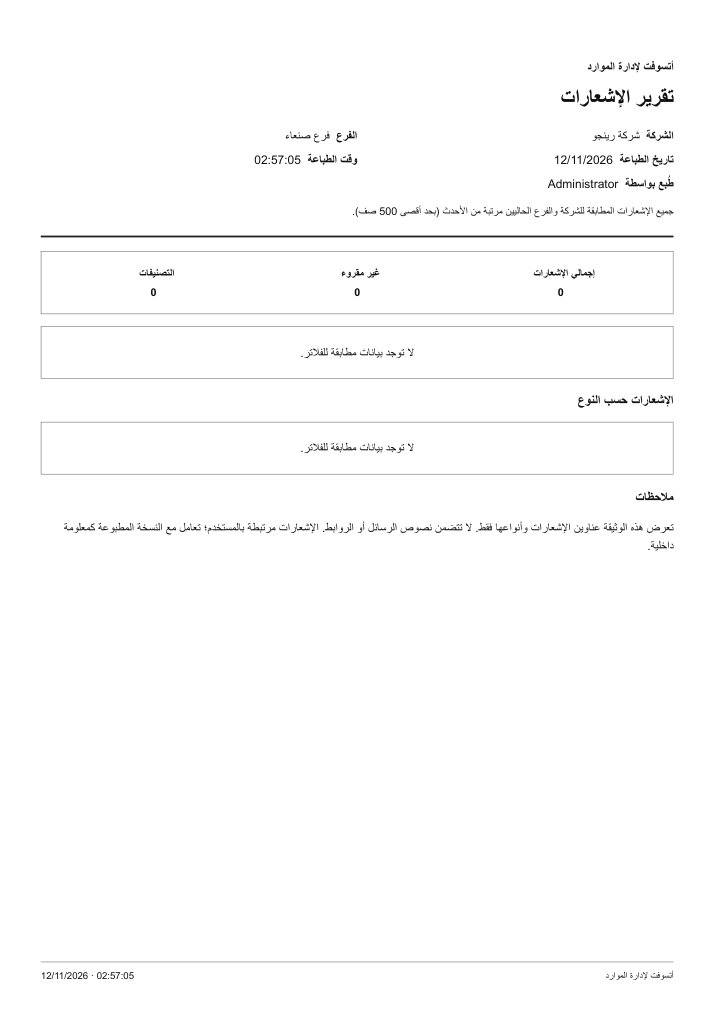 أتسوفت لإدارة الموارد
تقرير الإشعارات
الشركة شركة رينجو
الفرع فرع صنعاء
تاريخ الطباعة 12/11/2026
وقت الطباعة 02:57:05
طُبع بواسطة Administrator
جميع الإشعارات المطابقة للشركة والفرع الحاليين مرتبة من الأحدث (بحد أقصى 500 صف).
إجمالي الإشعارات
غير مقروء
التصنيفات
0
0
0
لا توجد بيانات مطابقة للفلاتر.
الإشعارات حسب النوع
لا توجد بيانات مطابقة للفلاتر.
ملاحظات
تعرض هذه الوثيقة عناوين الإشعارات وأنواعها فقط. لا تتضمن نصوص الرسائل أو الروابط. الإشعارات مرتبطة بالمستخدم؛ تعامل مع النسخة المطبوعة كمعلومة
داخلية.
أتسوفت لإدارة الموارد
12/11/2026 · 02:57:05